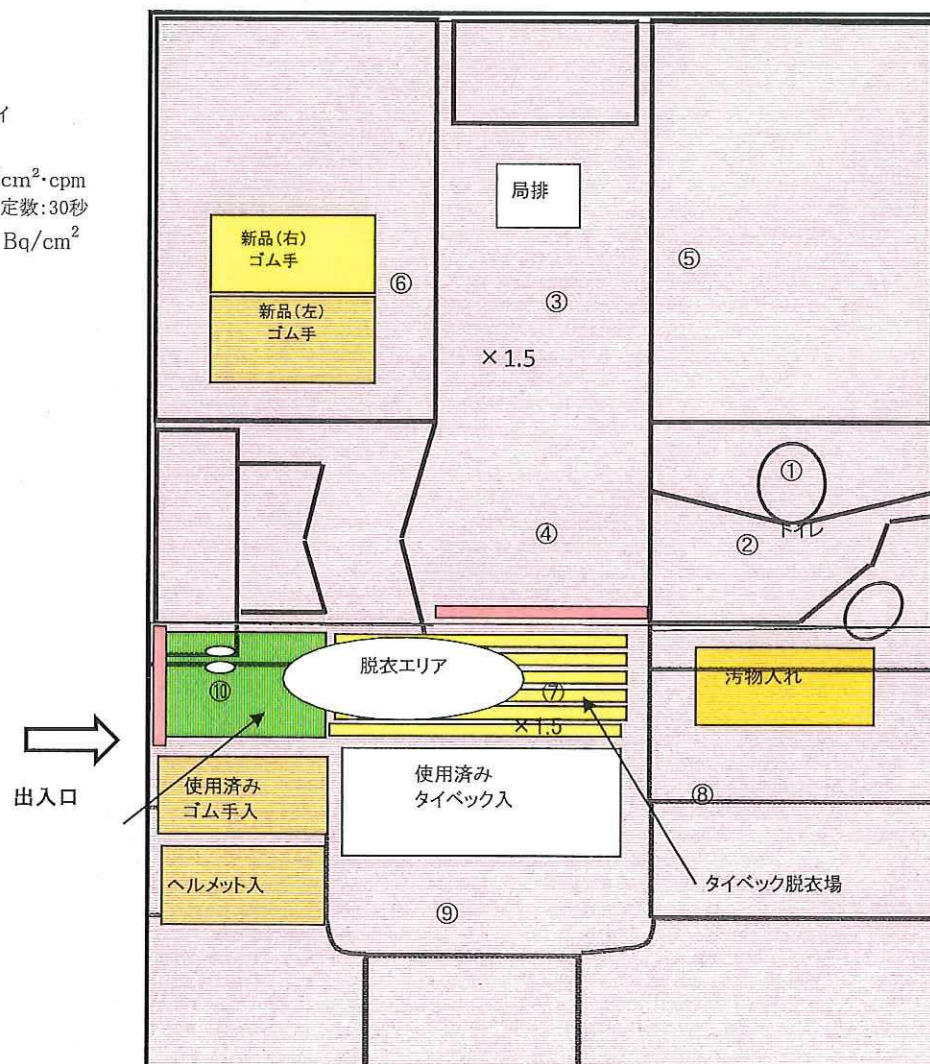 イ
cm²・cpm
定数:30秒
Bq/cm²
局排
新品(右)
ゴム手
⑥
③
⑤
新品(左)
ゴム手
×1.5
①
④
②
トイレ
脱衣エリア
⑩
⑦
汚物入れ
×1.5
出入口
使用済み
ゴム手入
使用済み
タイベック入
⑧
ヘルメット入
タイベック脱衣場
⑨